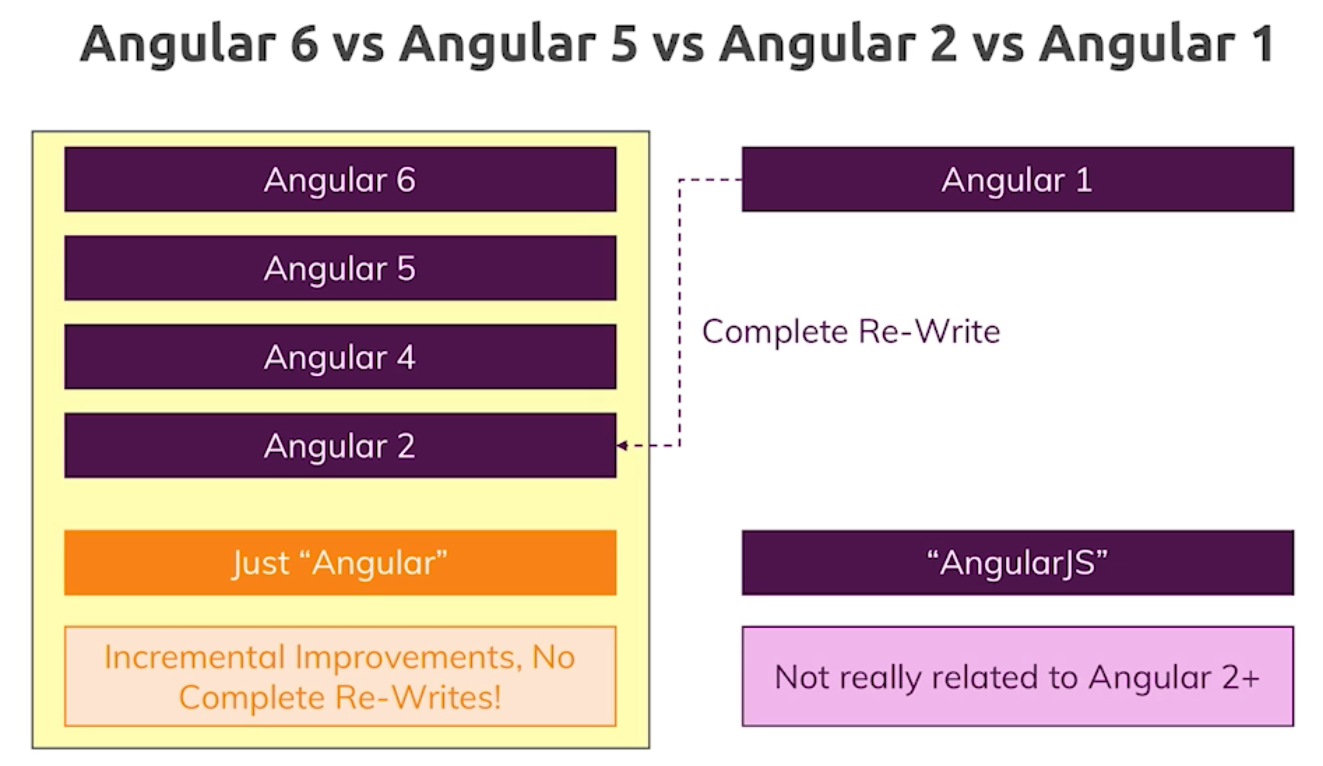 Angular 6 vs Angular 5 vs Angular 2 vs Angular 1
Angular 6
Angular 5
Angular 4
Angular 2
Just “Angular”
Incremental Improvements, No
Complete Re-Writes!
Angular 1
Complete Re-Write
“AngularJS”
Not really related to Angular 2+